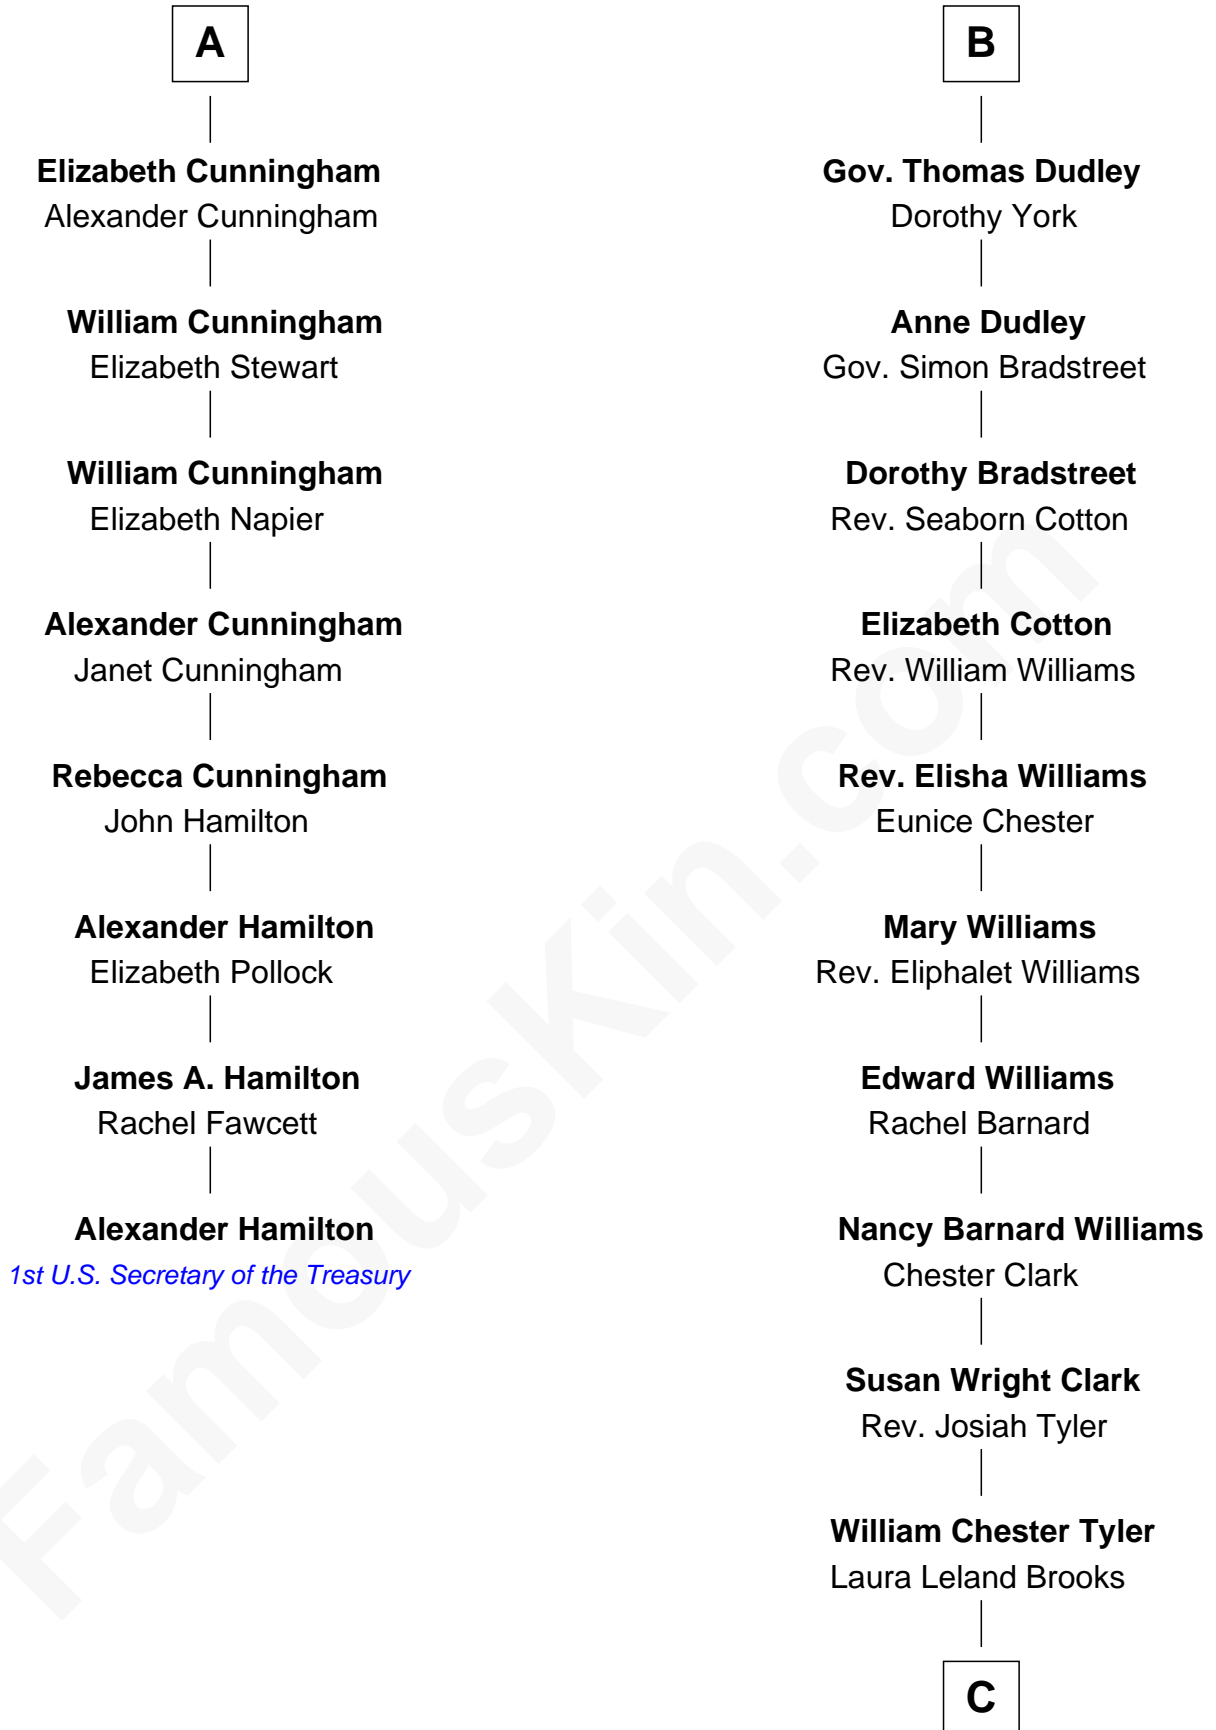 A
Elizabeth Cunningham
Alexander Cunningham
William Cunningham
Elizabeth Stewart
William Cunningham
Elizabeth Napier
Alexander Cunningham
Janet Cunningham
Rebecca Cunningham
John Hamilton
Alexander Hamilton
Elizabeth Pollock
James A. Hamilton
Rachel Fawcett
Alexander Hamilton
1st U.S. Secretary of the Treasury
B
Gov. Thomas Dudley
Dorothy York
Anne Dudley
Gov. Simon Bradstreet
Dorothy Bradstreet
Rev. Seaborn Cotton
Elizabeth Cotton
Rev. William Williams
Rev. Elisha Williams
Eunice Chester
Mary Williams
Rev. Eliphalet Williams
Edward Williams
Rachel Barnard
Nancy Barnard Williams
Chester Clark
Susan Wright Clark
Rev. Josiah Tyler
William Chester Tyler
Laura Leland Brooks
C
FamousKin.com